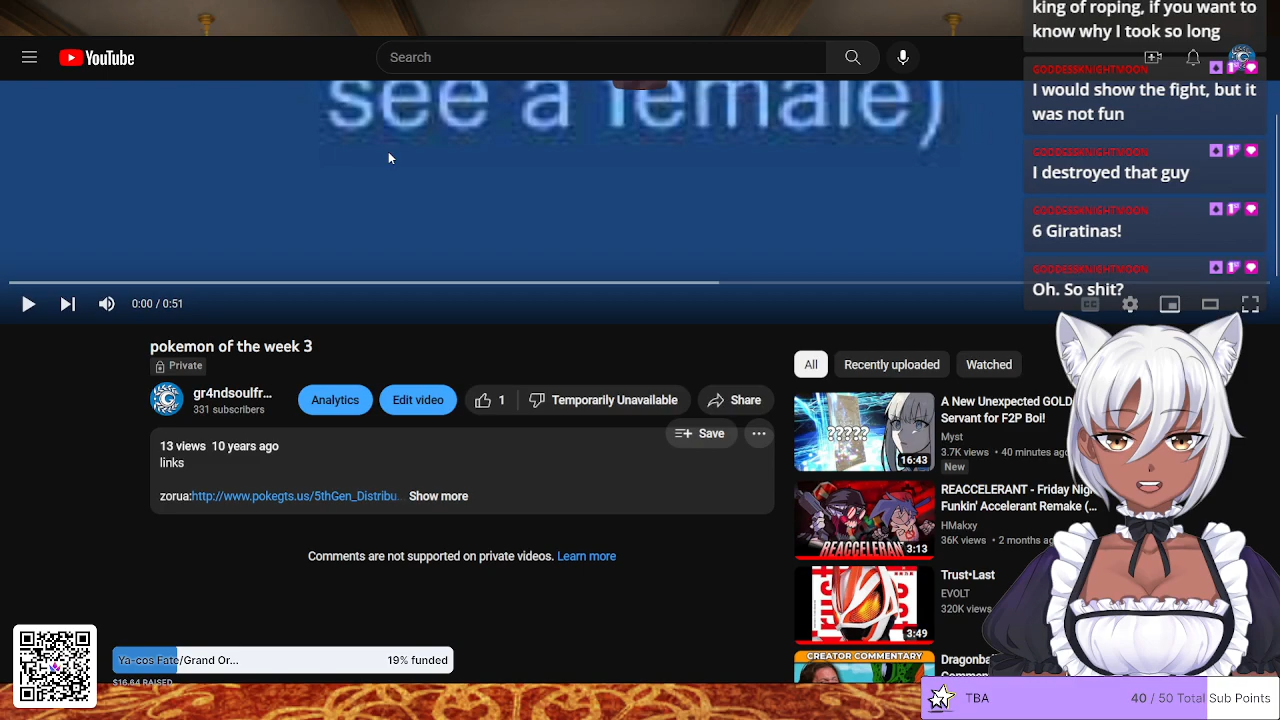 king of roping, if you want to
know why I took so long
GODDESSKNIGHTMOON
I would show the fight, but it
was not fun
GODDESSKNIGHTMOON
I destroyed that guy
GODDESSKNIGHTMOON
6 Giratinas!
GODDESSKNIGHTMOON
Oh. So shit?
YouTube
Search
see a female)
0:00 / 0:51
pokemon of the week 3
Private
gr4ndsoulfr...
331 subscribers
Analytics
Edit video
1
Temporarily Unavailable
Share
Save
13 views 10 years ago
links
zorua:http://www.pokegts.us/5thGen_Distribu... Show more
Comments are not supported on private videos. Learn more
All
Recently uploaded
Watched
?????
16:43
A New Unexpected GOLD
Servant for F2P Boi!
Myst
3.7K views • 40 minutes ago
New
REACCELERANT
3:13
REACCELERANT - Friday Nig
Funkin' Accelerant Remake (...
HMakxy
36K views • 2 months ago
3:49
Trust•Last
EVOLT
320K views
CREATOR COMMENTARY
Dragonba
19% funded
$16.64 RAISED
TBA
40 / 50 Total Sub Points